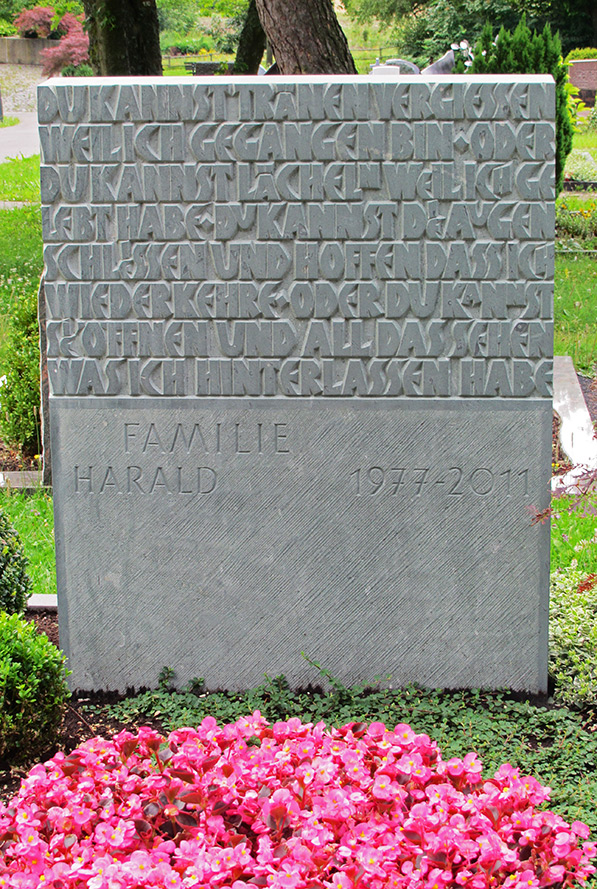 DU KANNST TRÄNEN VERGIESSEN
WEIL ICH GEGANGEN BIN · ODER
DU KANNST LÄCHELN WEIL ICH GE
LEBT HABE · DU KANNST DIE AUGEN
SCHLIESSEN UND HOFFEN DASS ICH
WIEDERKEHRE · ODER DU KANNST
SIE ÖFFNEN UND ALL DAS SEHEN
WAS ICH HINTERLASSEN HABE
FAMILIE
HARALD 1977-2011